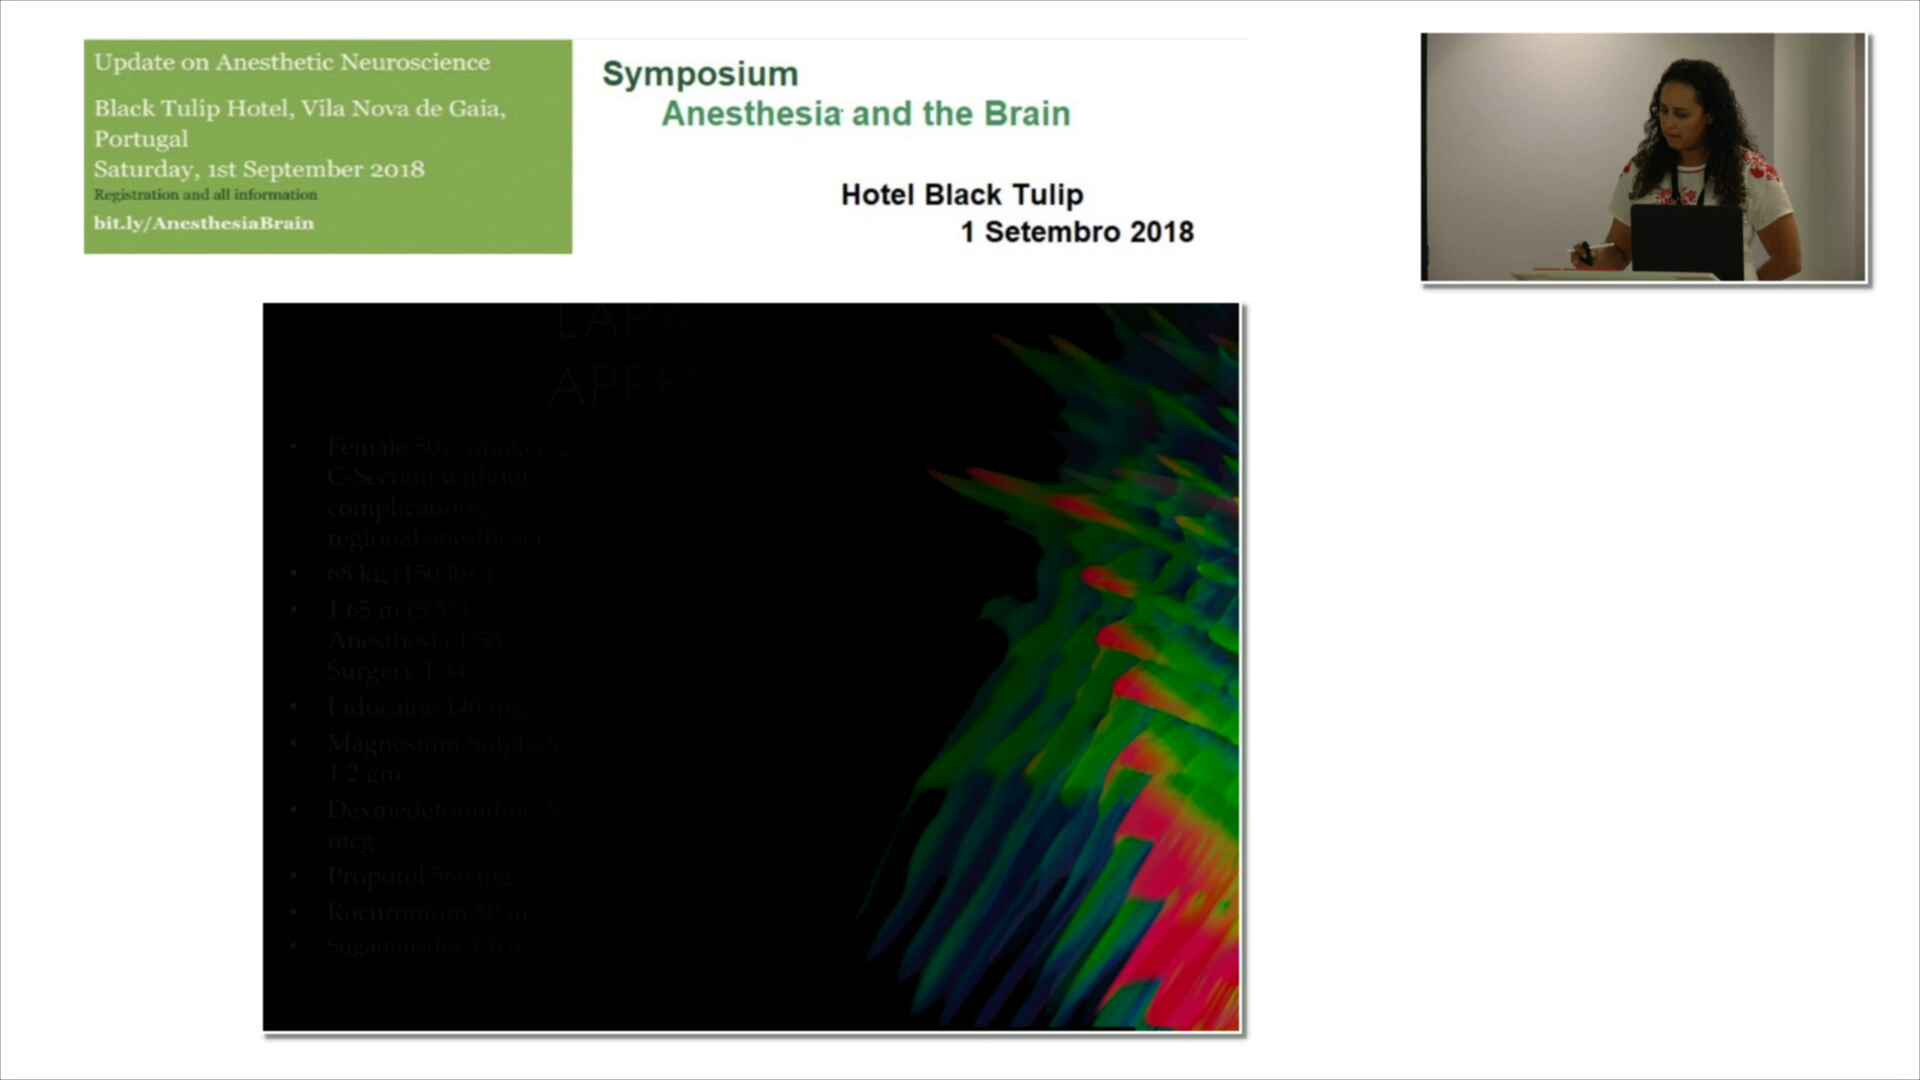 Update on Anesthetic Neuroscience
Black Tulip Hotel, Vila Nova de Gaia,
Portugal
Saturday, 1st September 2018
Registration and all information
bit.ly/AnesthesiaBrain
Symposium
Anesthesia and the Brain
Hotel Black Tulip
1 Setembro 2018
• Female 50y, smoker, 2
C-Section without
complications,
regional anesthesia
• 68 kg (150 lbs.)
• 1.65 m (5'5")
Anesthesia 1:50
Surgery 1:34
• Lidocaine 140 mg
• Magnesium Sulphate
1.2 gm
• Dexmedetomidine
mcg
• Propofol 560 mg
• Rocuronium 50 mg
• Sugammadex